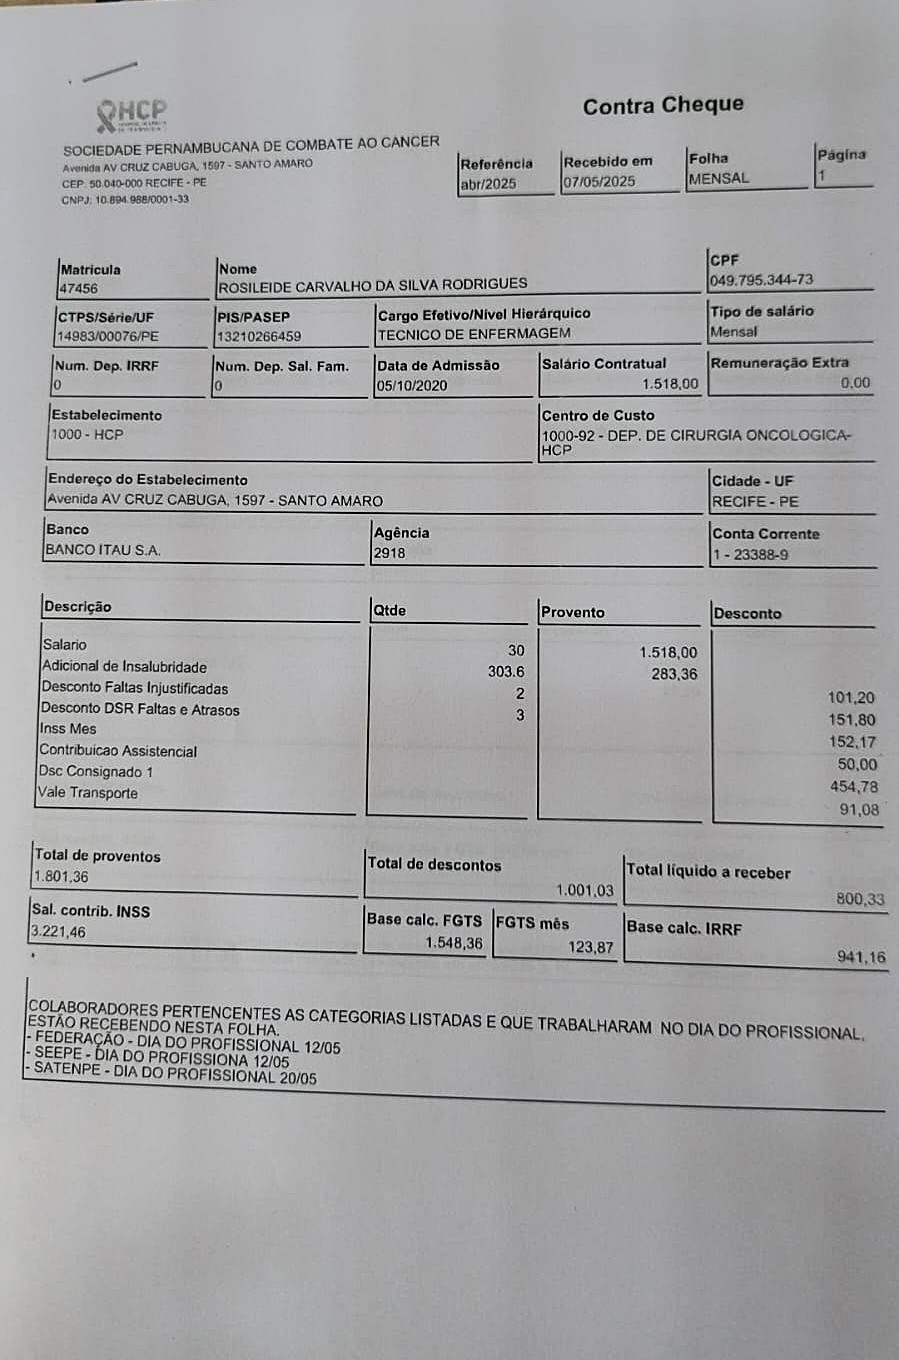 HCP
Contra Cheque
SOCIEDADE PERNAMBUCANA DE COMBATE AO CANCER
Avenida AV CRUZ CABUGA, 1597 - SANTO AMARO
CEP: 50.040-000 RECIFE - PE
CNPJ: 10.894.988/0001-33
Referência Recebido em Folha Página
abr/2025 07/05/2025 MENSAL 1
Matricula Nome CPF
47456 ROSILEIDE CARVALHO DA SILVA RODRIGUES 049.795.344-73
CTPS/Série/UF PIS/PASEP Cargo Efetivo/Nivel Hierárquico Tipo de salário
14983/00076/PE 13210266459 TECNICO DE ENFERMAGEM Mensal
Num. Dep. IRRF Num. Dep. Sal. Fam. Data de Admissão Salário Contratual Remuneração Extra
0 0 05/10/2020 1.518,00 0,00
Estabelecimento Centro de Custo
1000 - HCP 1000-92 - DEP. DE CIRURGIA ONCOLOGICA-
HCP
Endereço do Estabelecimento Cidade - UF
Avenida AV CRUZ CABUGA, 1597 - SANTO AMARO RECIFE - PE
Banco Agência Conta Corrente
BANCO ITAU S.A. 2918 1 - 23388-9
Descrição Qtde Provento Desconto
Salario 30 1.518,00
Adicional de Insalubridade 303.6 283,36
Desconto Faltas Injustificadas 2 101,20
Desconto DSR Faltas e Atrasos 3 151,80
Inss Mes 152,17
Contribuicao Assistencial 50,00
Dsc Consignado 1 454,78
Vale Transporte 91,08
Total de proventos Total de descontos Total líquido a receber
1.801,36 1.001,03 800,33
Sal. contrib. INSS Base calc. FGTS FGTS mês Base calc. IRRF
3.221,46 1.548,36 123,87 941,16
COLABORADORES PERTENCENTES AS CATEGORIAS LISTADAS E QUE TRABALHARAM NO DIA DO PROFISSIONAL,
ESTÃO RECEBENDO NESTA FOLHA.
- FEDERAÇÃO - DIA DO PROFISSIONAL 12/05
- SEEPE - DIA DO PROFISSIONA 12/05
- SATENPE - DIA DO PROFISSIONAL 20/05